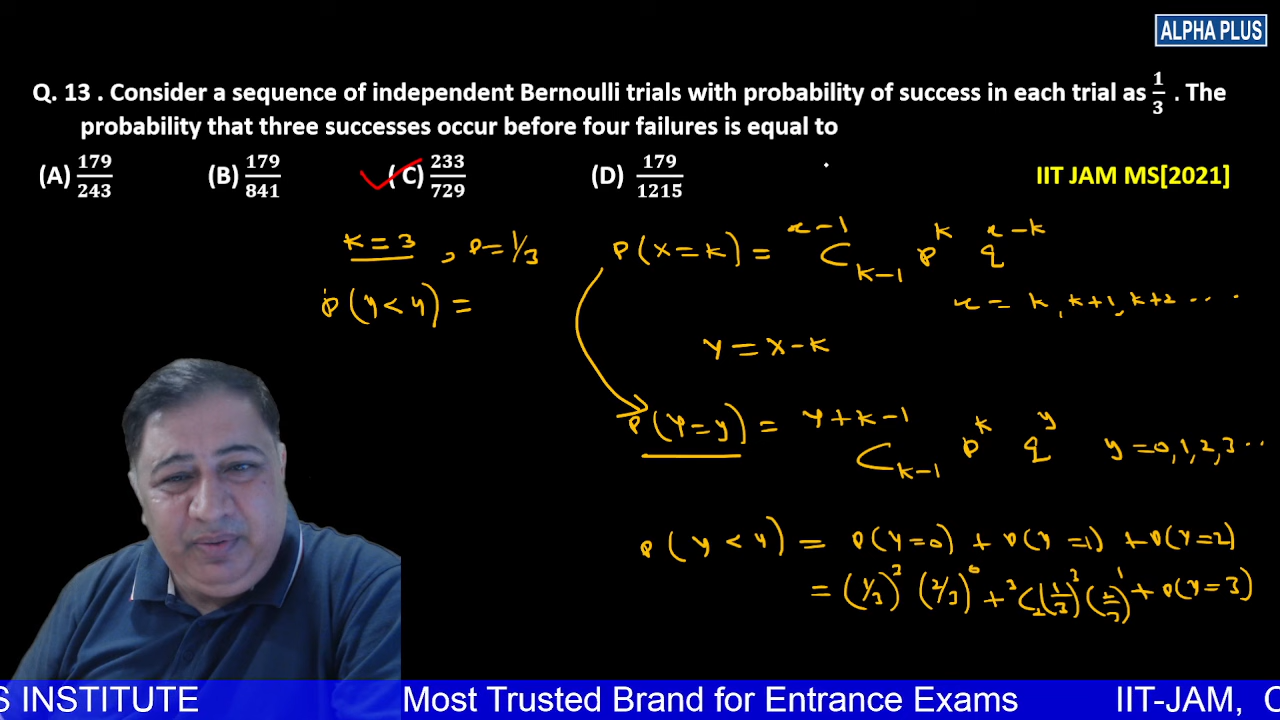 ALPHA PLUS
Q. 13 . Consider a sequence of independent Bernoulli trials with probability of success in each trial as 1/3 . The
probability that three successes occur before four failures is equal to
(A) 179/243 (B) 179/841 (C) 233/729 (D) 179/1215 IIT JAM MS[2021]
k = 3 , p = 1/3
P(X = k) = ^{x-1}C_{k-1} p^k q^{x-k}
P(Y < 4) =
x = k, k+1, k+2 ....
Y = X - k
P(Y = y) = ^{y+k-1}C_{k-1} p^k q^y y = 0, 1, 2, 3 ..
P(Y < 4) = P(Y = 0) + P(Y = 1) + P(Y = 2)
= (1/3)^3 (2/3)^0 + ^3C_2 (1/3)^3 (2/3)^1 + P(Y = 3)
S INSTITUTE Most Trusted Brand for Entrance Exams IIT-JAM, C